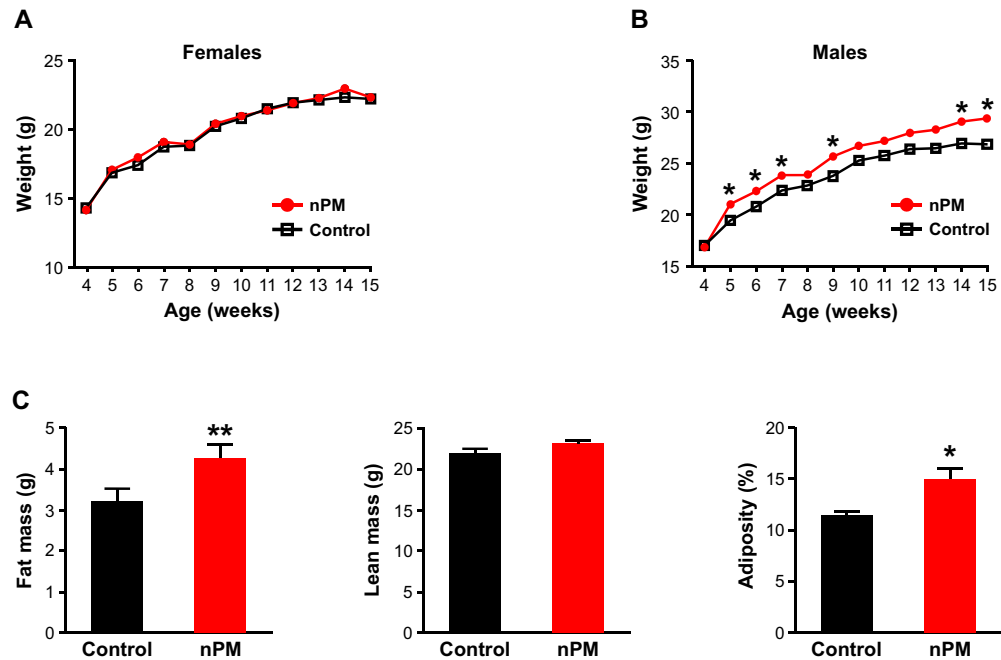 A
Females
Weight (g)
25
20
15
10
nPM
Control
4 5 6 7 8 9 10 11 12 13 14 15
Age (weeks)
B
Males
Weight (g)
35
30
25
20
15
* * * * * *
nPM
Control
4 5 6 7 8 9 10 11 12 13 14 15
Age (weeks)
C
Fat mass (g)
5
4
3
2
1
0
**
Control nPM
Lean mass (g)
25
20
15
10
5
0
Control nPM
Adiposity (%)
20
15
10
5
0
*
Control nPM